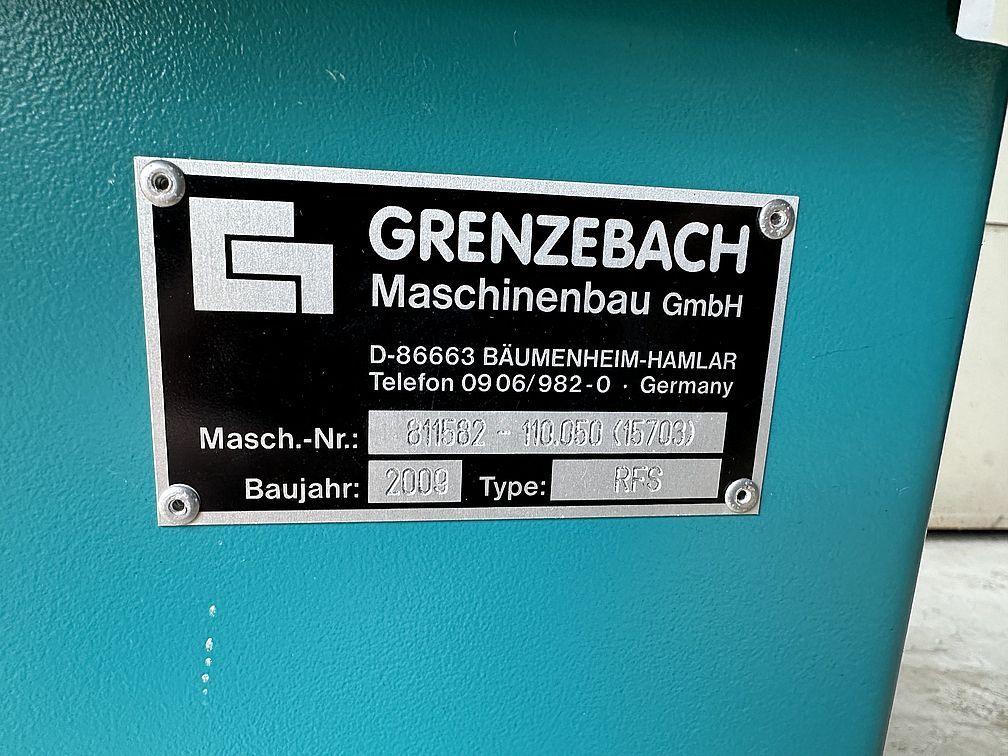 GRENZEBACH
Maschinenbau GmbH
D-86663 BÄUMENHEIM-HAMLAR
Telefon 0906/982-0 · Germany
Masch.-Nr.: 811582 - 110.050 (15703)
Baujahr: 2009 Type: RFS